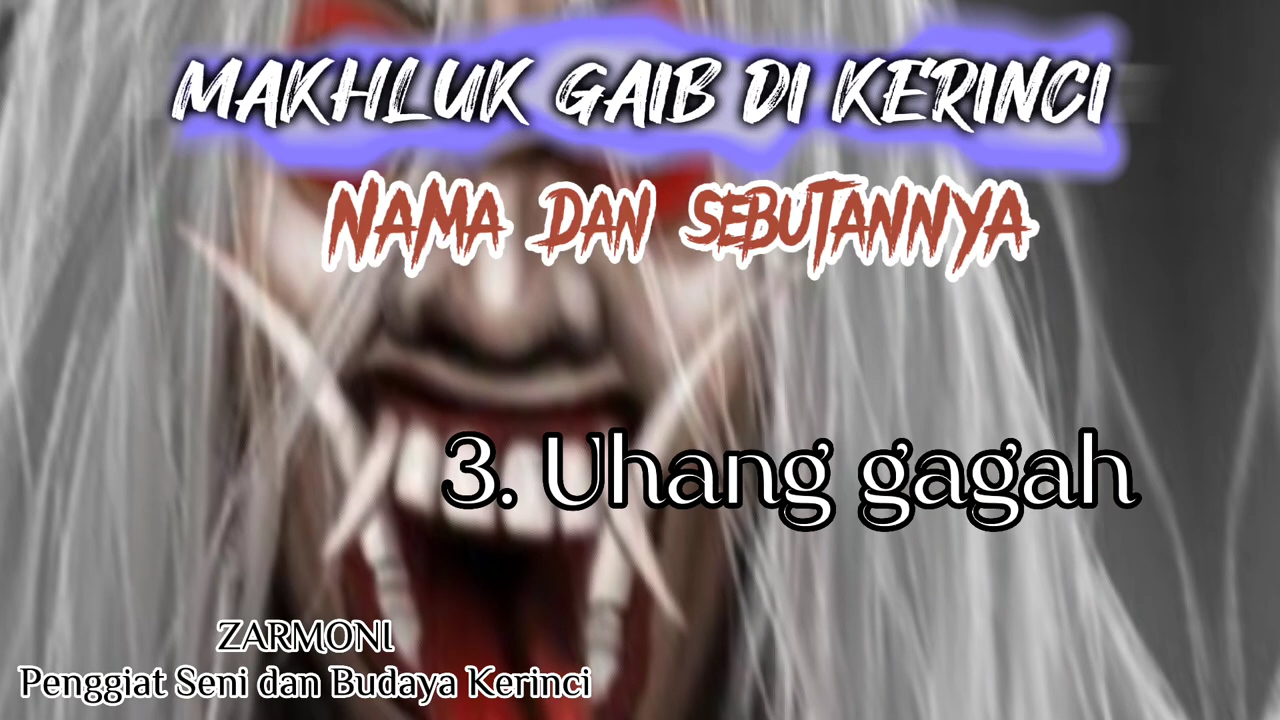 MAKHLUK GAIB DI KERINCI
NAMA DAN SEBUTANNYA
3. Uhang gagah
ZARMONI
Penggiat Seni dan Budaya Kerinci